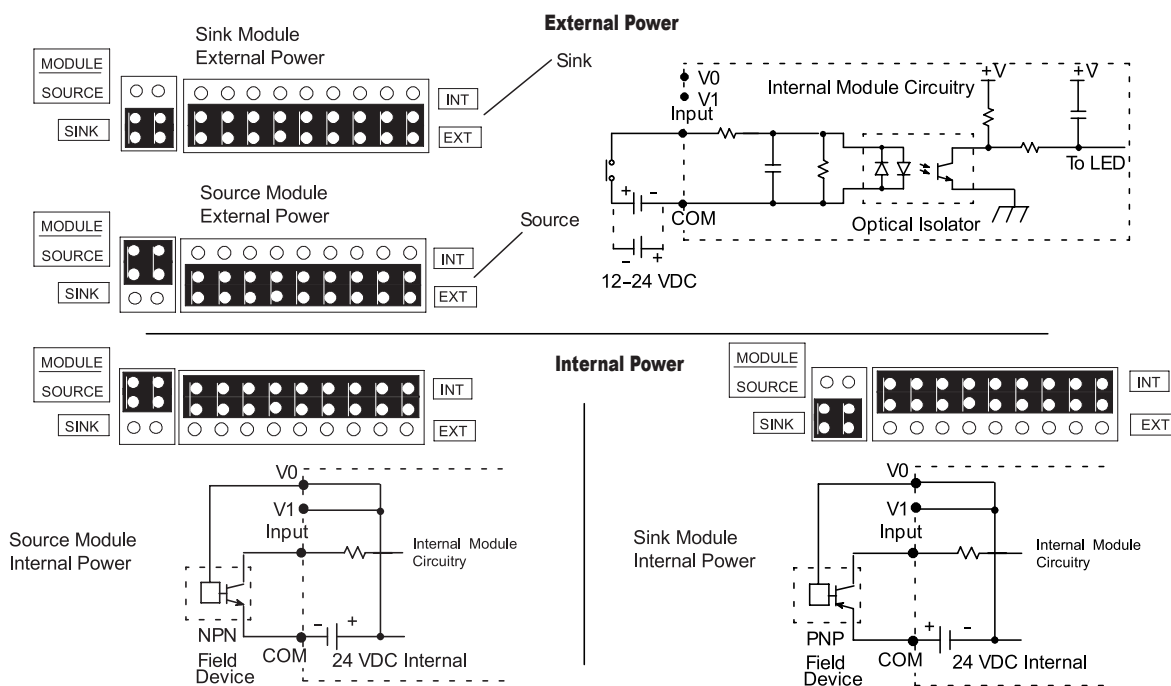 External Power
Sink Module
External Power
MODULE
SOURCE
SINK
INT
EXT
Sink
Source Module
External Power
MODULE
SOURCE
SINK
INT
EXT
Source
V0
V1
Input
Internal Module Circuitry
+V
+V
To LED
+ -
COM
Optical Isolator
- +
12–24 VDC
Internal Power
MODULE
SOURCE
SINK
INT
EXT
V0
V1
Input
Source Module
Internal Power
Internal Module
Circuitry
- +
NPN
Field
Device
COM
24 VDC Internal
MODULE
SOURCE
SINK
INT
EXT
V0
V1
Input
Sink Module
Internal Power
Internal Module
Circuitry
+ -
PNP
Field
Device
COM
24 VDC Internal